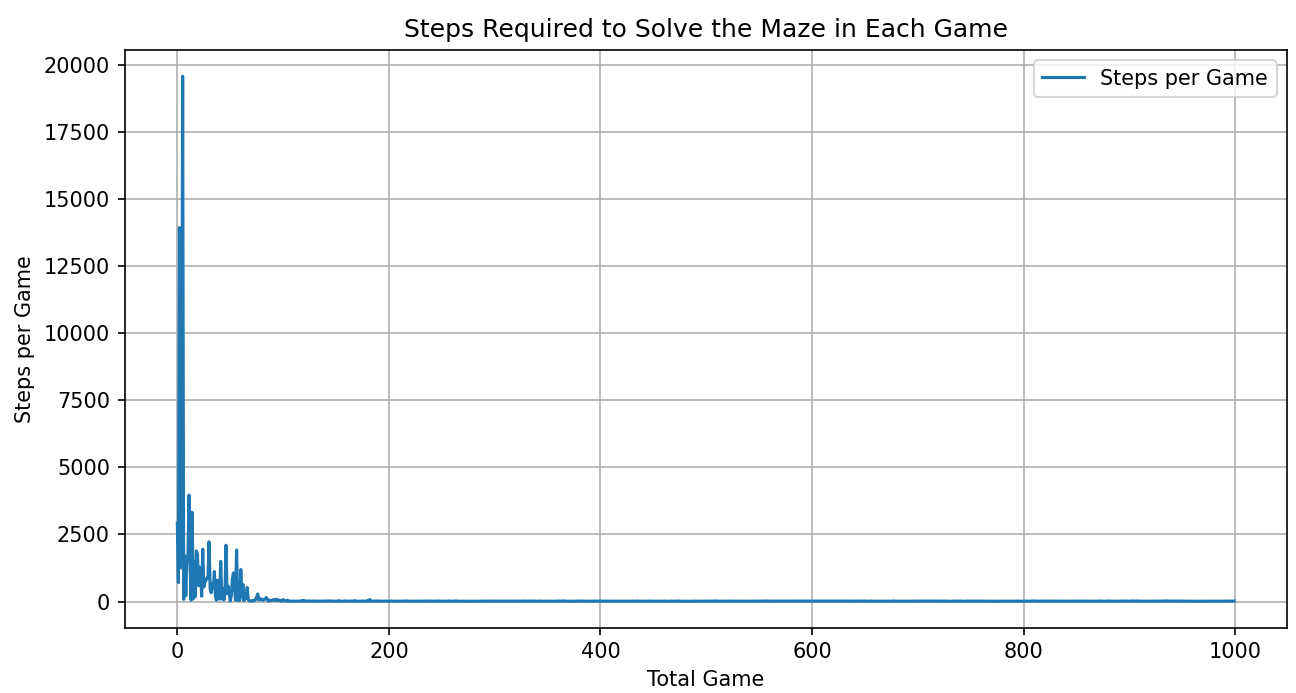 Steps Required to Solve the Maze in Each Game
Steps per Game
20000
17500
15000
12500
10000
7500
5000
2500
0
Steps per Game
0 200 400 600 800 1000
Total Game